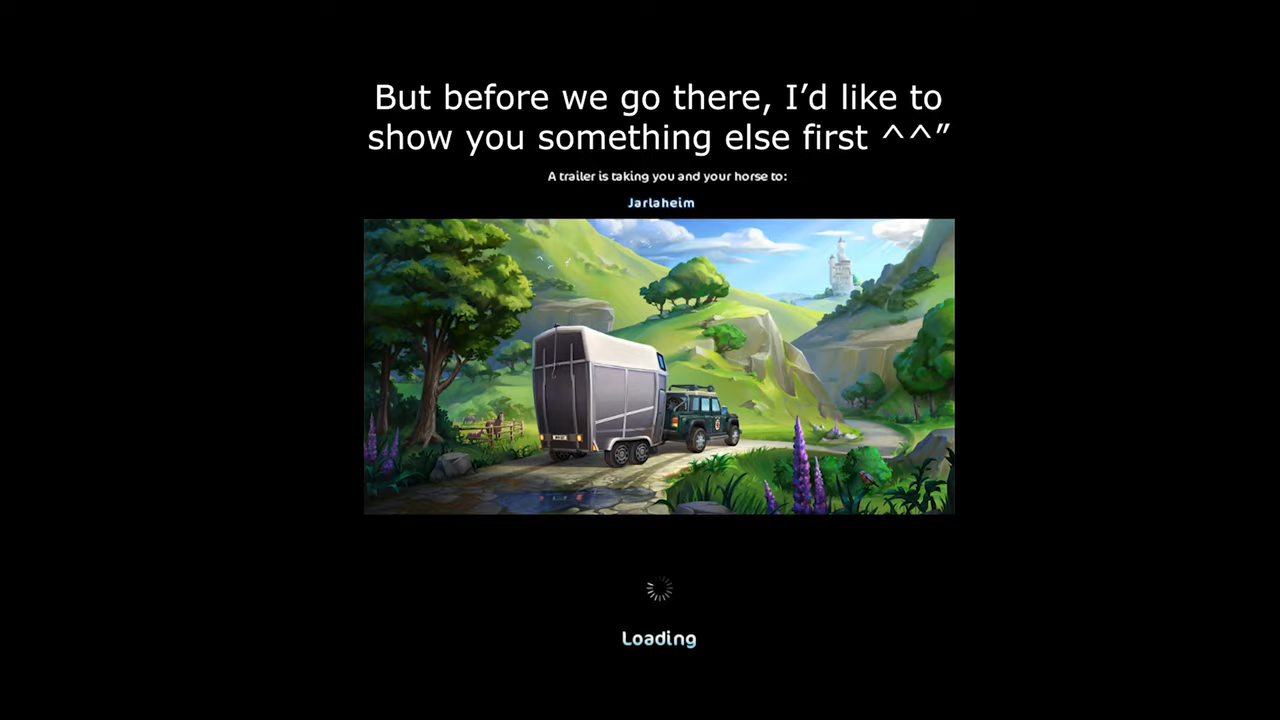 But before we go there, I’d like to
show you something else first ^^”
A trailer is taking you and your horse to:
Jarlaheim
Loading